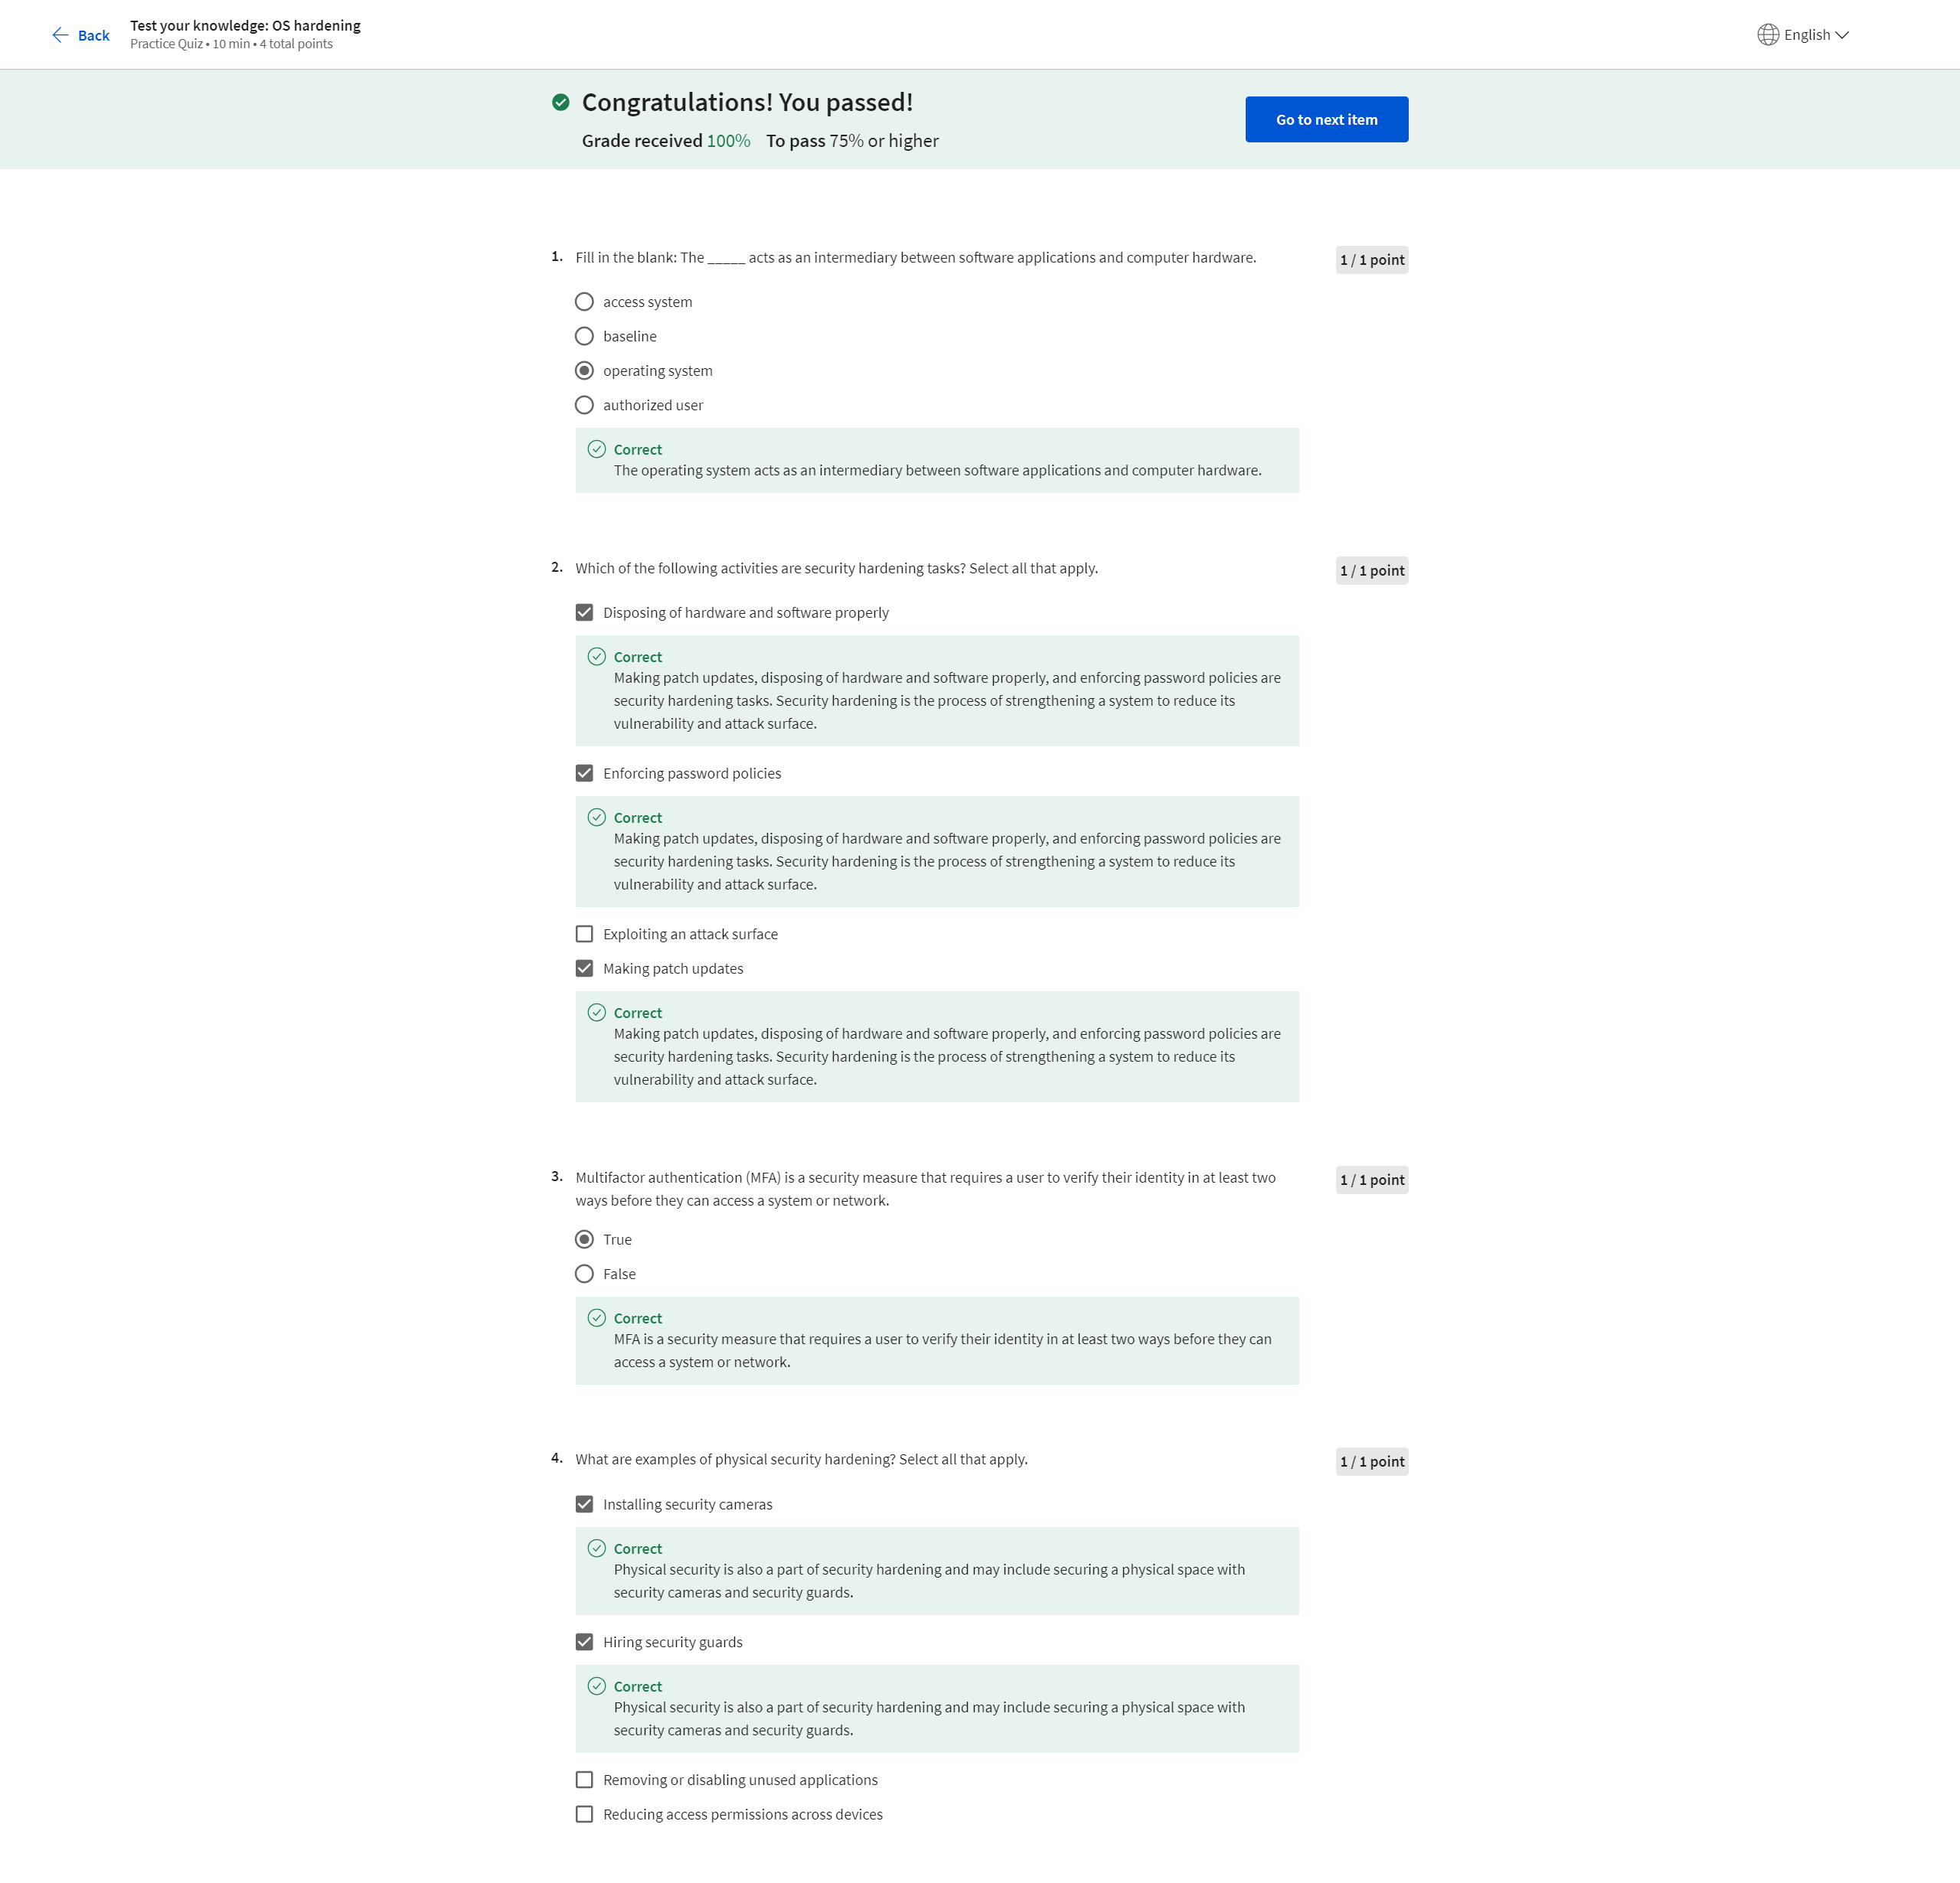 Back
Test your knowledge: OS hardening
Practice Quiz • 10 min • 4 total points
English
Congratulations! You passed!
Grade received 100% To pass 75% or higher
Go to next item
1. Fill in the blank: The _____ acts as an intermediary between software applications and computer hardware.
1 / 1 point
access system
baseline
operating system
authorized user
Correct
The operating system acts as an intermediary between software applications and computer hardware.
2. Which of the following activities are security hardening tasks? Select all that apply.
1 / 1 point
Disposing of hardware and software properly
Correct
Making patch updates, disposing of hardware and software properly, and enforcing password policies are
security hardening tasks. Security hardening is the process of strengthening a system to reduce its
vulnerability and attack surface.
Enforcing password policies
Correct
Making patch updates, disposing of hardware and software properly, and enforcing password policies are
security hardening tasks. Security hardening is the process of strengthening a system to reduce its
vulnerability and attack surface.
Exploiting an attack surface
Making patch updates
Correct
Making patch updates, disposing of hardware and software properly, and enforcing password policies are
security hardening tasks. Security hardening is the process of strengthening a system to reduce its
vulnerability and attack surface.
3. Multifactor authentication (MFA) is a security measure that requires a user to verify their identity in at least two
ways before they can access a system or network.
1 / 1 point
True
False
Correct
MFA is a security measure that requires a user to verify their identity in at least two ways before they can
access a system or network.
4. What are examples of physical security hardening? Select all that apply.
1 / 1 point
Installing security cameras
Correct
Physical security is also a part of security hardening and may include securing a physical space with
security cameras and security guards.
Hiring security guards
Correct
Physical security is also a part of security hardening and may include securing a physical space with
security cameras and security guards.
Removing or disabling unused applications
Reducing access permissions across devices